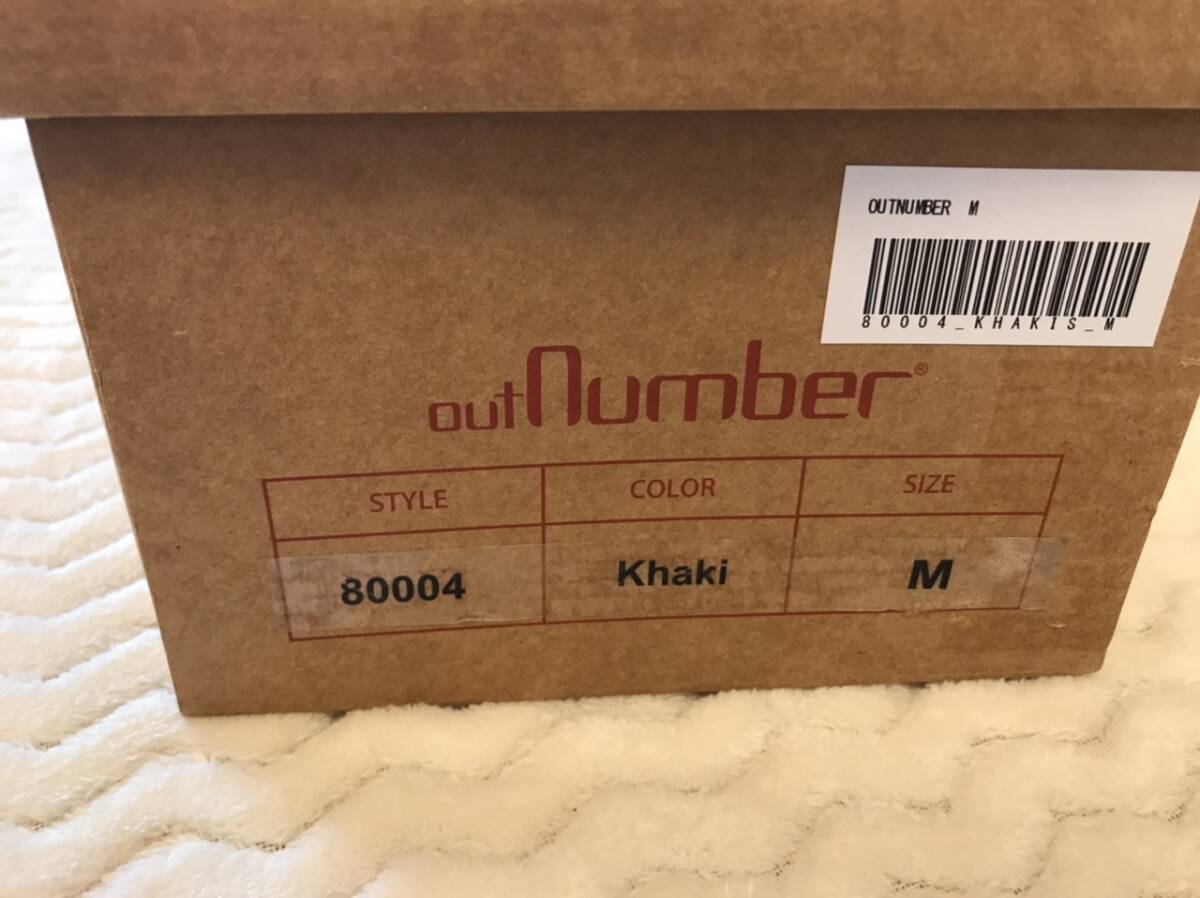 OUTNUMBER M
80004_KHAKIS_M
outNumber®
STYLE COLOR SIZE
80004 Khaki M